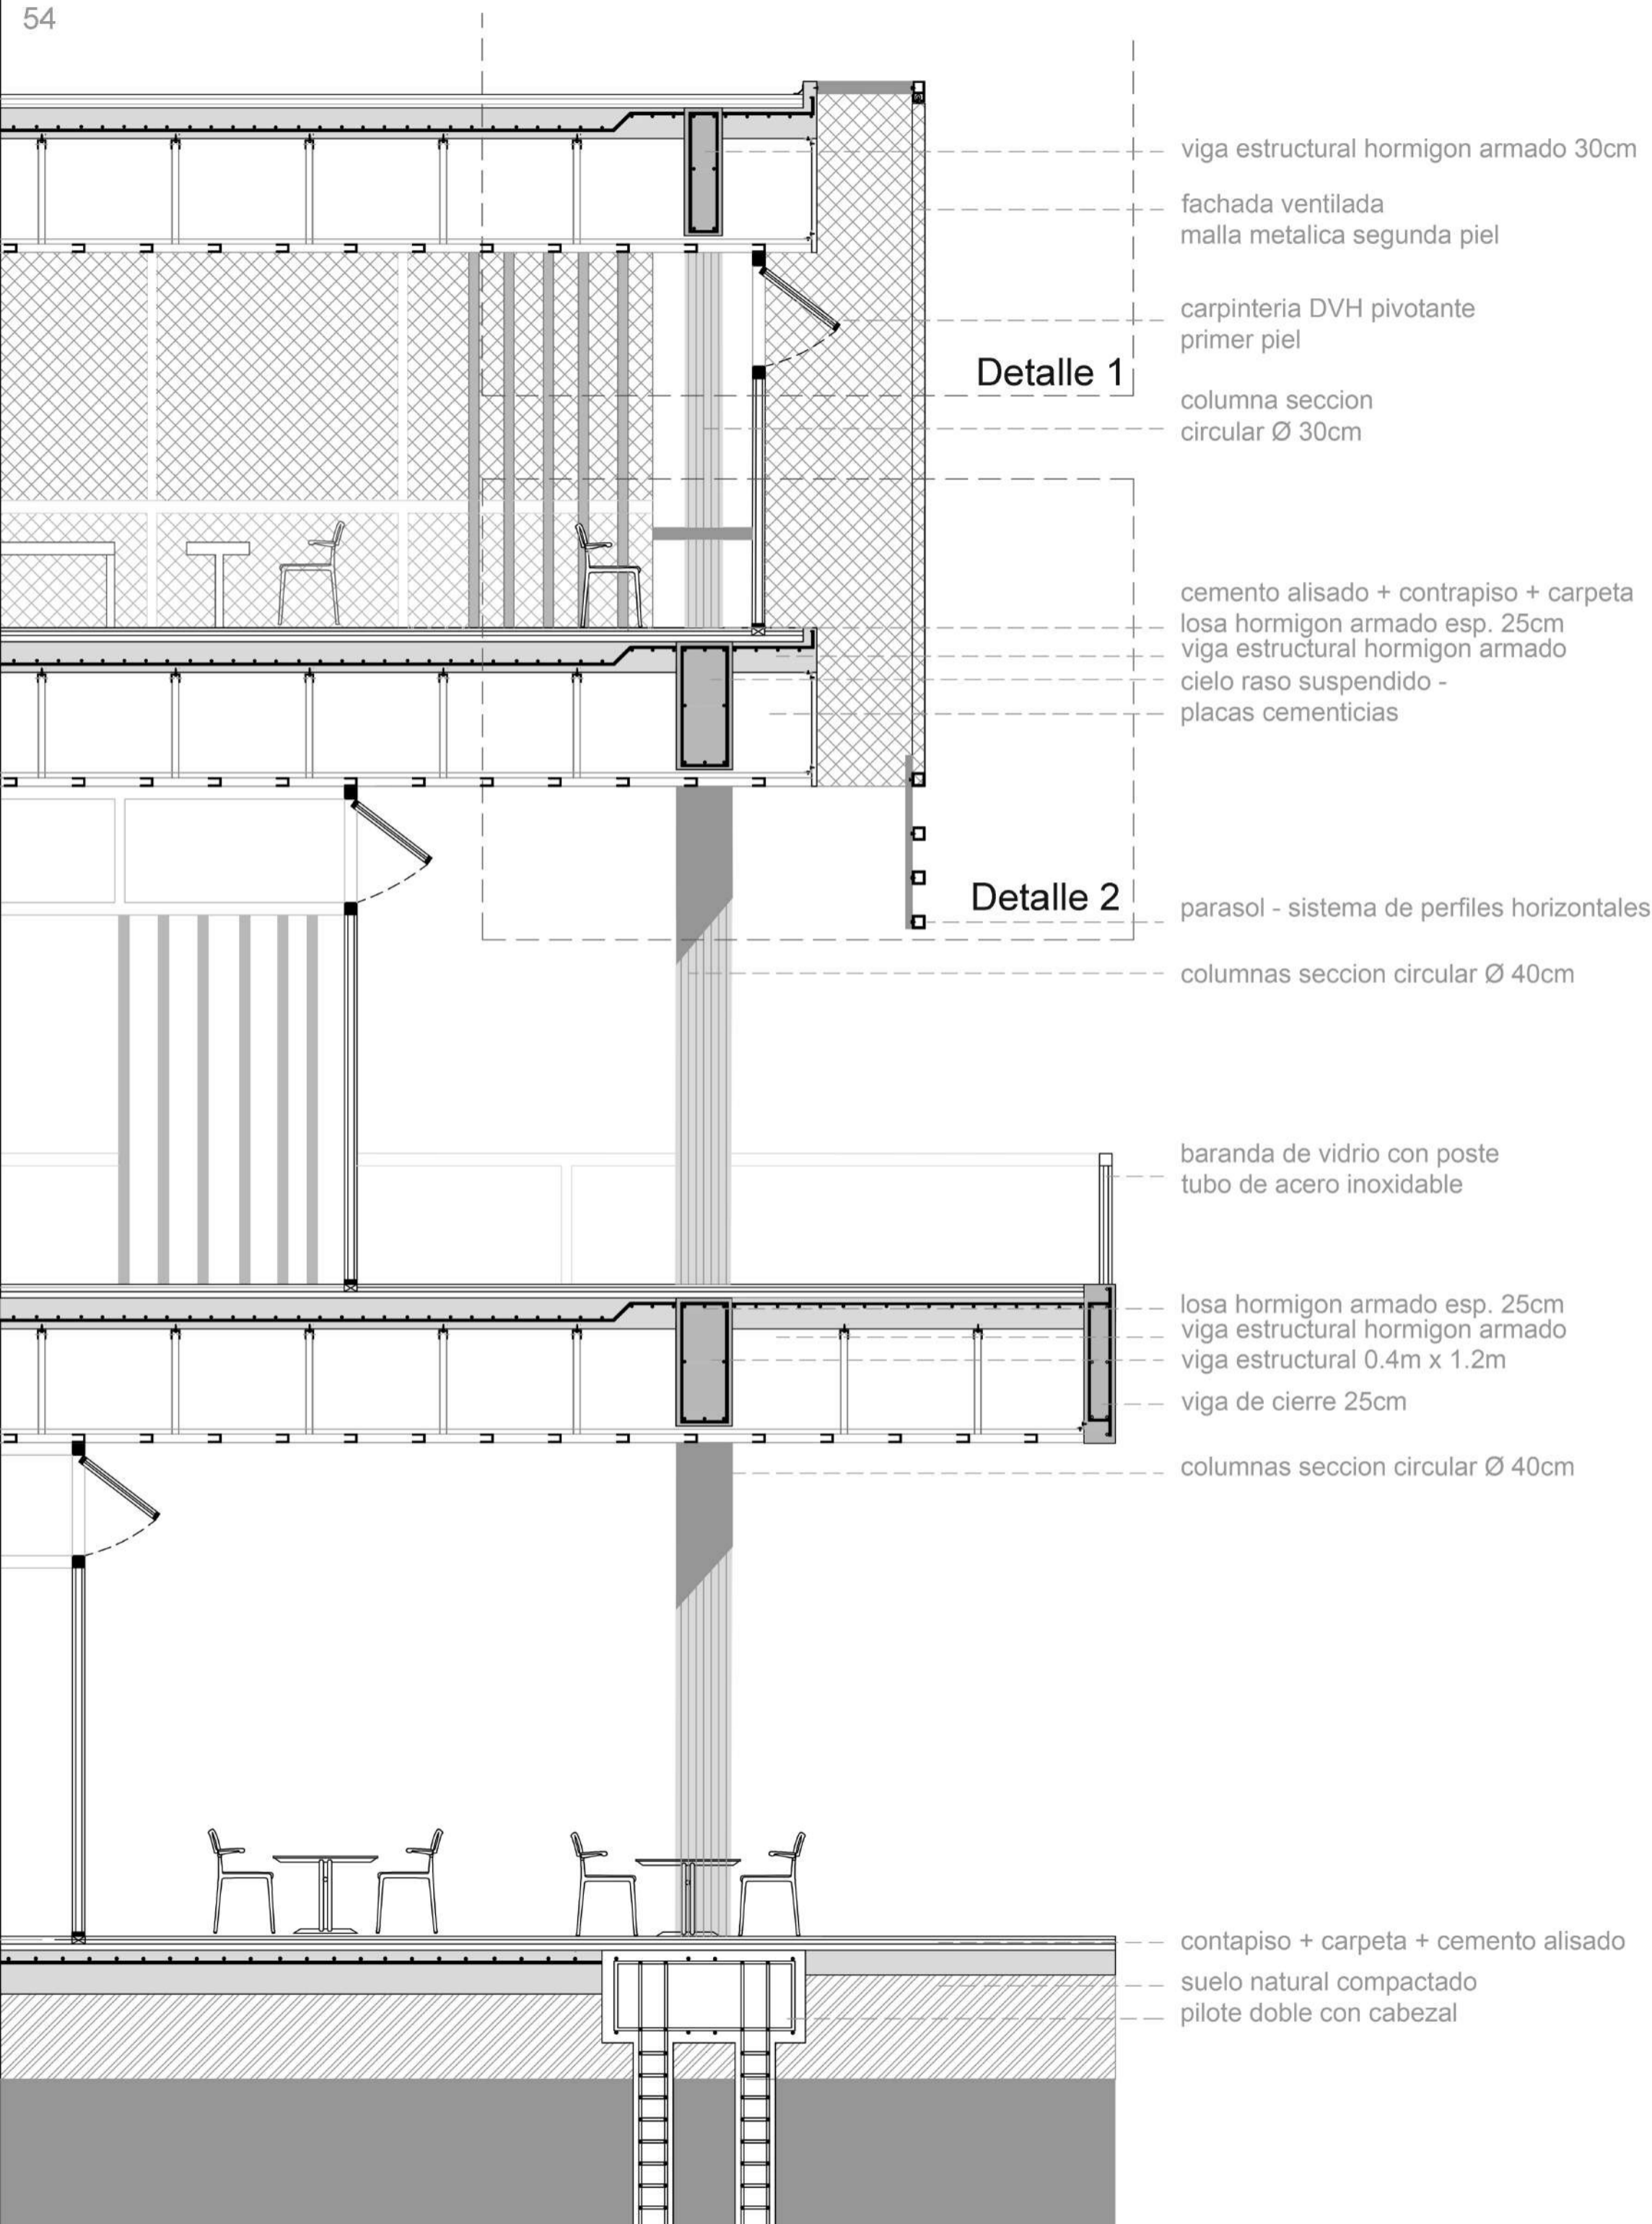 54
viga estructural hormigon armado 30cm
fachada ventilada
malla metalica segunda piel
carpinteria DVH pivotante
primer piel
Detalle 1
columna seccion
circular Ø 30cm
cemento alisado + contrapiso + carpeta
losa hormigon armado esp. 25cm
viga estructural hormigon armado
cielo raso suspendido -
placas cementicias
Detalle 2
parasol - sistema de perfiles horizontales
columnas seccion circular Ø 40cm
baranda de vidrio con poste
tubo de acero inoxidable
losa hormigon armado esp. 25cm
viga estructural hormigon armado
viga estructural 0.4m x 1.2m
viga de cierre 25cm
columnas seccion circular Ø 40cm
contapiso + carpeta + cemento alisado
suelo natural compactado
pilote doble con cabezal